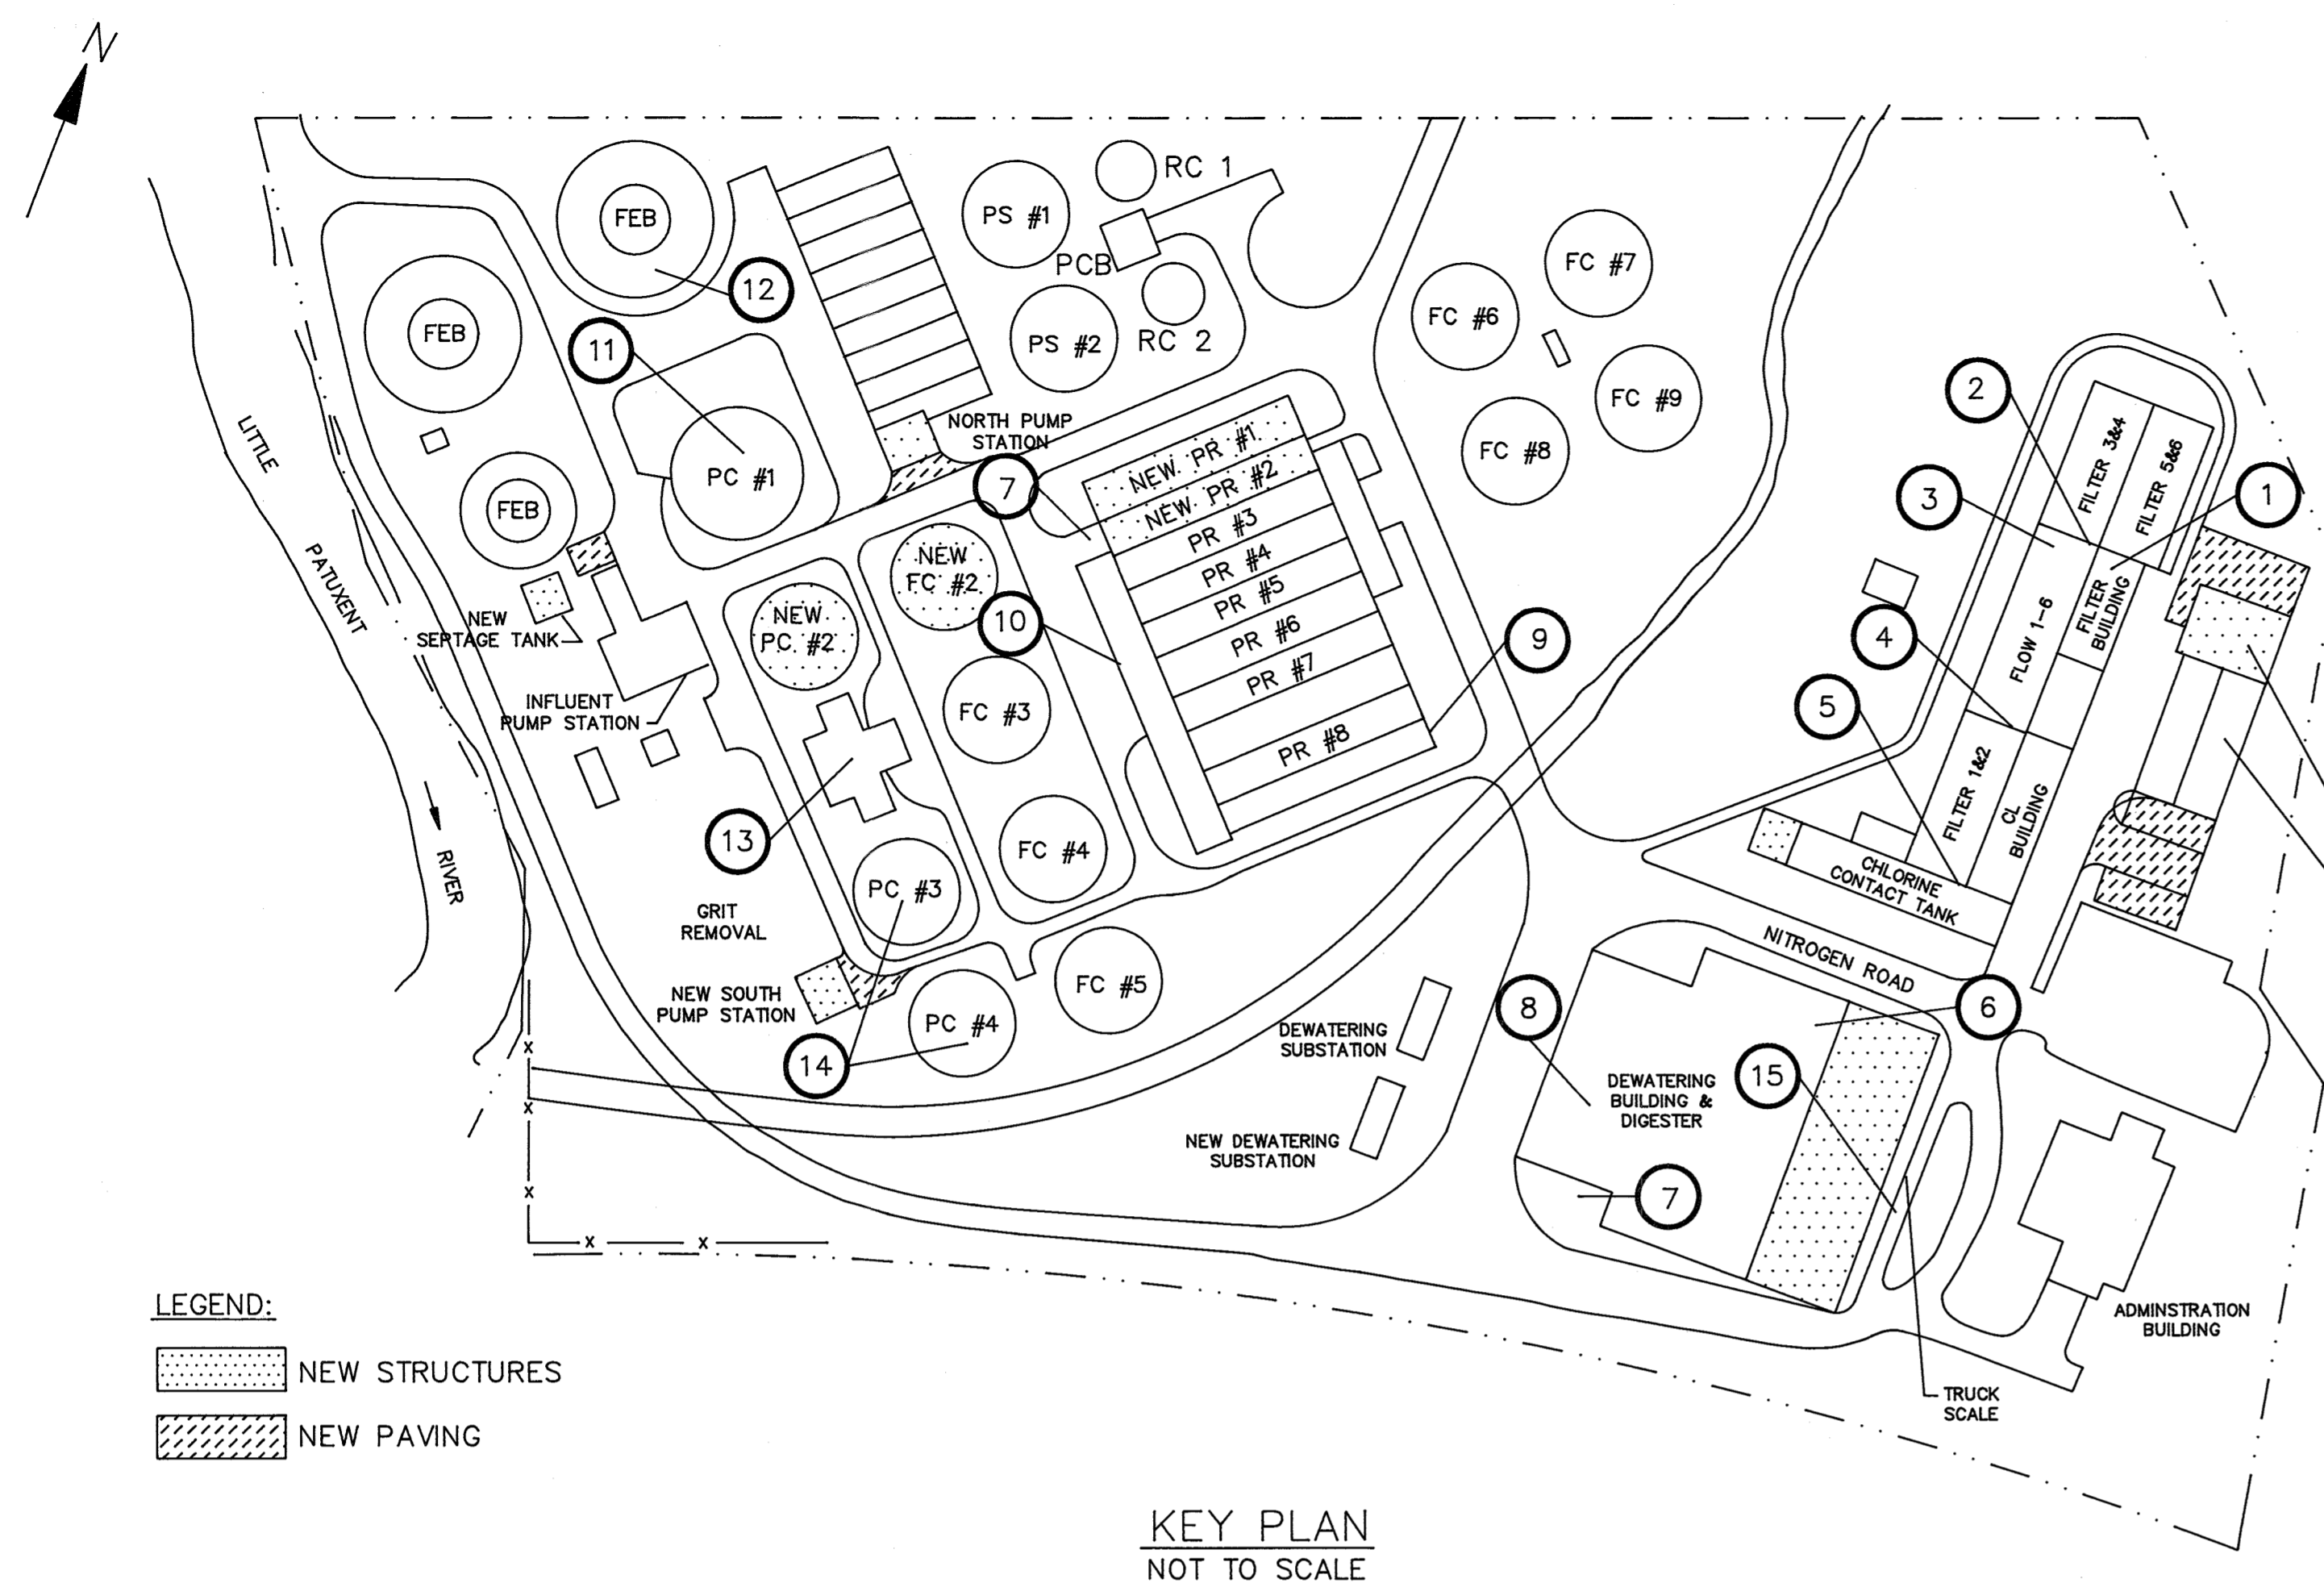 N
RC 1
PS #1
FEB
PCB
FC #7
12
FEB
FC #6
RC 2
PS #2
11
2
FC #9
NORTH PUMP
STATION
LITTLE
FILTER 3&4
FILTER 5&6
NEW PR #1
FC #8
PC #1
7
NEW PR #2
3
1
FEB
PR #3
NEW
FC #2
PR #4
PATUXENT
PR #5
NEW
PC #2
10
NEW
SEPTAGE TANK
PR #6
9
FLOW 1-6
FILTER
BUILDING
4
PR #7
INFLUENT
PUMP STATION
FC #3
5
PR #8
FILTER 1&2
CL
BUILDING
13
FC #4
RIVER
PC #3
CHLORINE
CONTACT TANK
GRIT
REMOVAL
NITROGEN ROAD
FC #5
NEW SOUTH
PUMP STATION
PC #4
8
6
DEWATERING
SUBSTATION
14
15
DEWATERING
BUILDING &
DIGESTER
NEW DEWATERING
SUBSTATION
x
x
x
7
x
x
LEGEND:
ADMINSTRATION
BUILDING
NEW STRUCTURES
TRUCK
SCALE
NEW PAVING
KEY PLAN
NOT TO SCALE